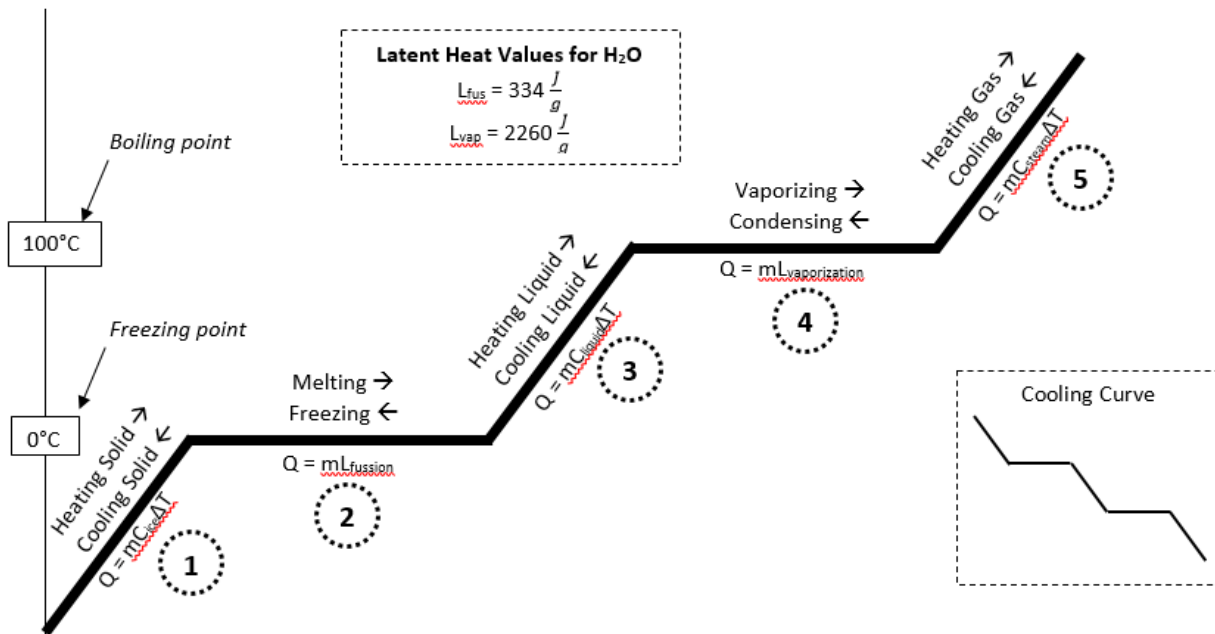 Latent Heat Values for H₂O
Lfus = 334 J/g
Lvap = 2260 J/g
Boiling point
100°C
Freezing point
0°C
Heating Solid →
Cooling Solid ←
Q = mCiceΔT
1
Melting →
Freezing ←
Q = mLfussion
2
Heating Liquid →
Cooling Liquid ←
Q = mCliquidΔT
3
Vaporizing →
Condensing ←
Q = mLvaporization
4
Heating Gas →
Cooling Gas ←
Q = mCsteamΔT
5
Cooling Curve